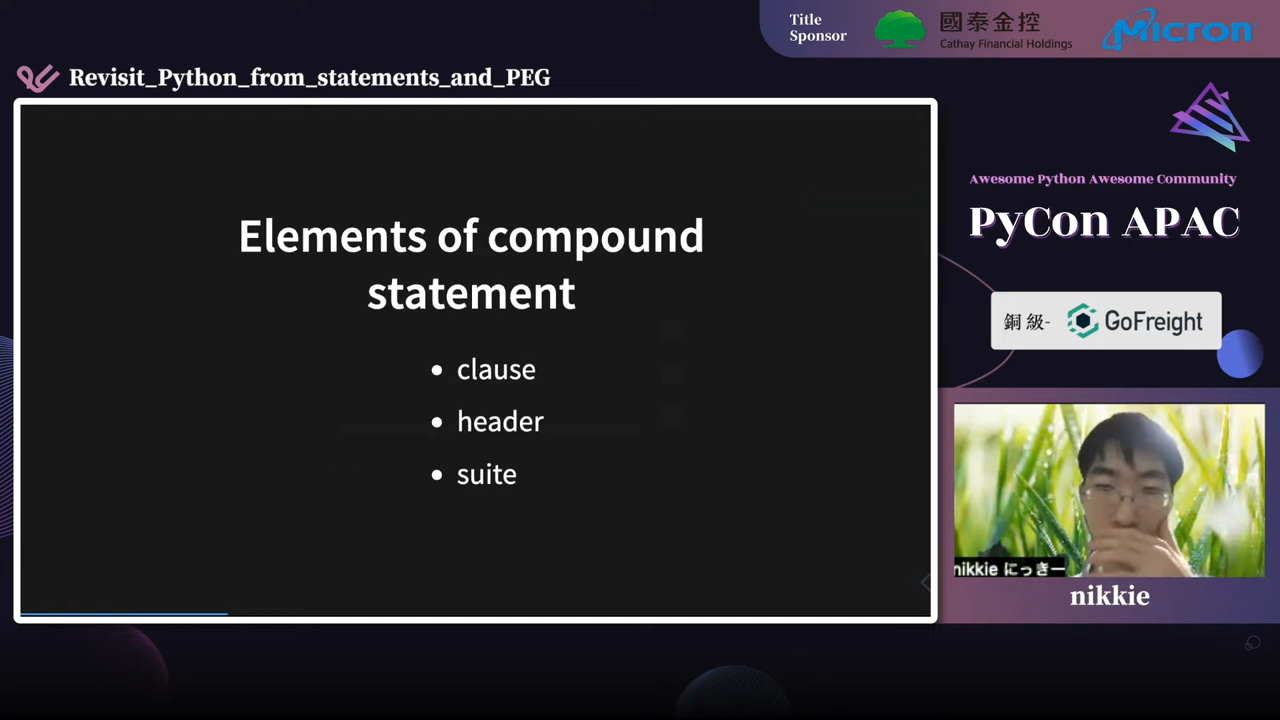 Title
Sponsor
國泰金控
Cathay Financial Holdings
Micron
Revisit_Python_from_statements_and_PEG
Elements of compound
statement
• clause
• header
• suite
Awesome Python Awesome Community
PyCon APAC
銅級- GoFreight
nikkie にっきー
nikkie